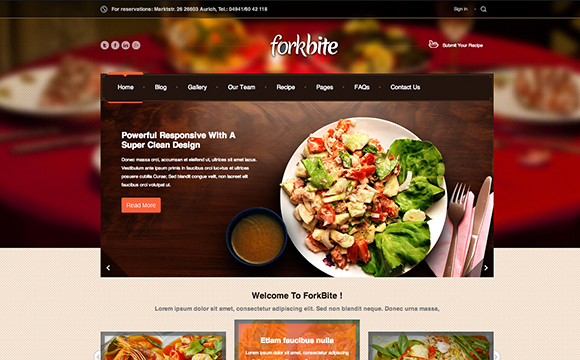 For reservations: Marktstr. 26 26603 Aurich, Tel.: 04941/60 42 118
Sign in
forkbite
Submit Your Recipe
Home Blog Gallery Our Team Recipe Pages FAQs Contact Us
Powerful Responsive With A
Super Clean Design
Donec massa orci, accumsan et eleifend ut, ultrices sit amet lacus.
Vestibulum ante ipsum primis in faucibus orci luctus et ultrices
posuere cubilia Curae; Sed blandit congue velit, non laoreet elit
faucibus orci volutpat ut.
Read More
Welcome To ForkBite !
Lorem ipsum dolor sit amet, consectetur adipiscing elit. Sed non blandit neque. Donec urna massa,
Etiam faucibus nulla
Lorem ipsum dolor sit amet,
consectetur adipiscing elit.